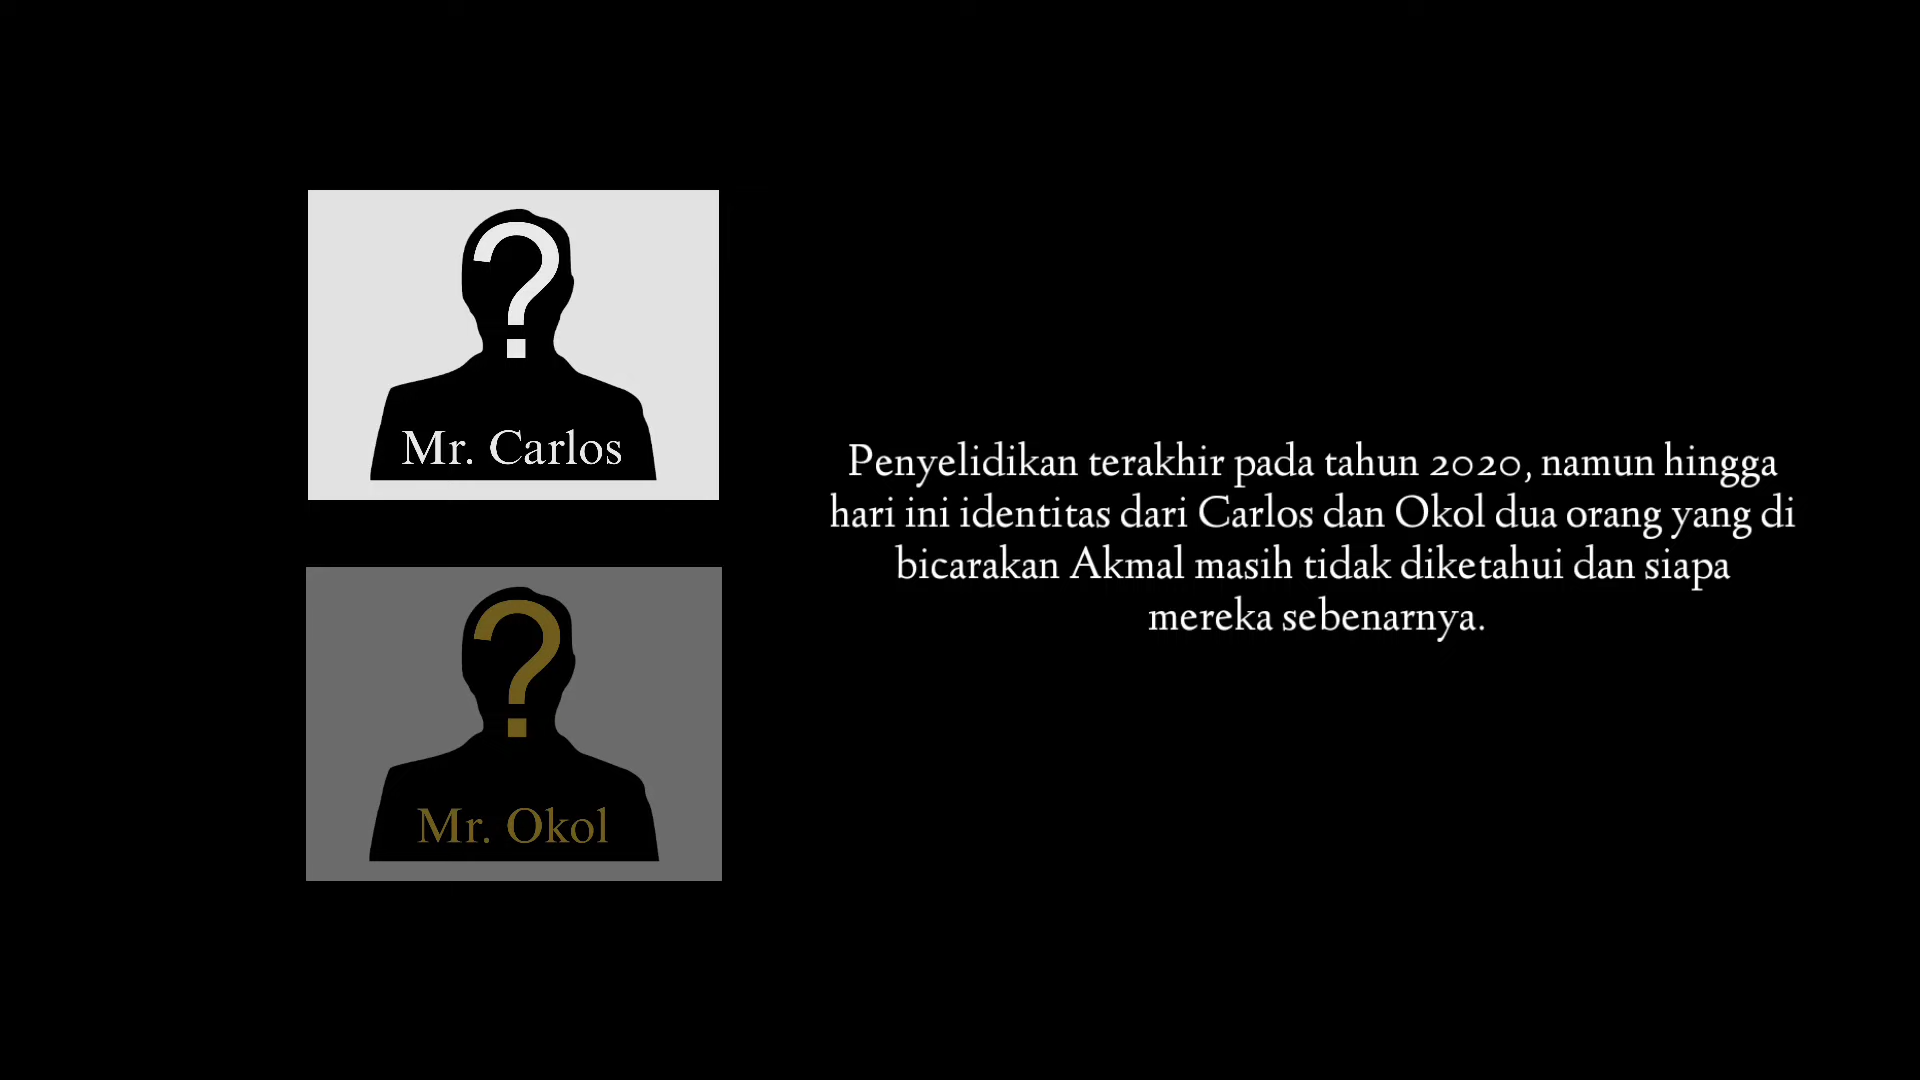 ?
Mr. Carlos
?
Mr. Okol
Penyelidikan terakhir pada tahun 2020, namun hingga
hari ini identitas dari Carlos dan Okol dua orang yang di
bicarakan Akmal masih tidak diketahui dan siapa
mereka sebenarnya.